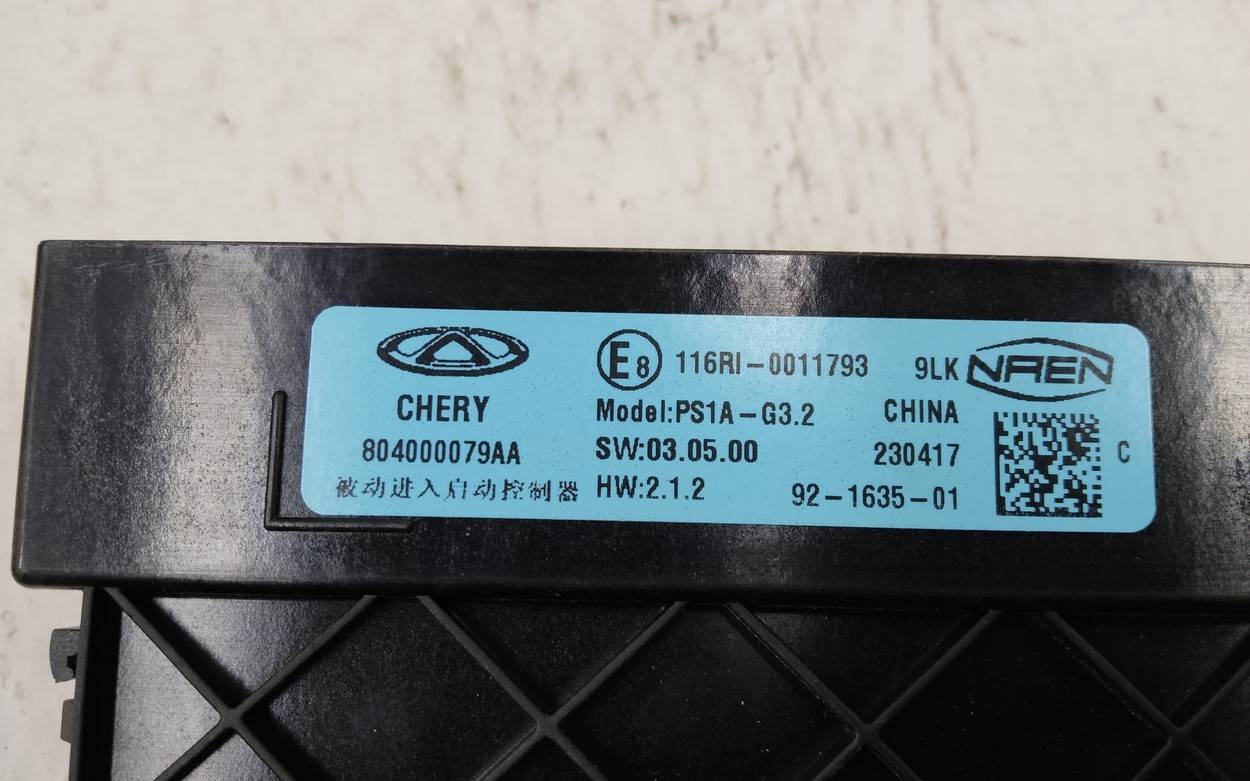 CHERY
804000079AA
被动进入启动控制器
E8 116RI-0011793 9LK NAEN
Model:PS1A-G3.2 CHINA
SW:03.05.00 230417
HW:2.1.2 92-1635-01
C